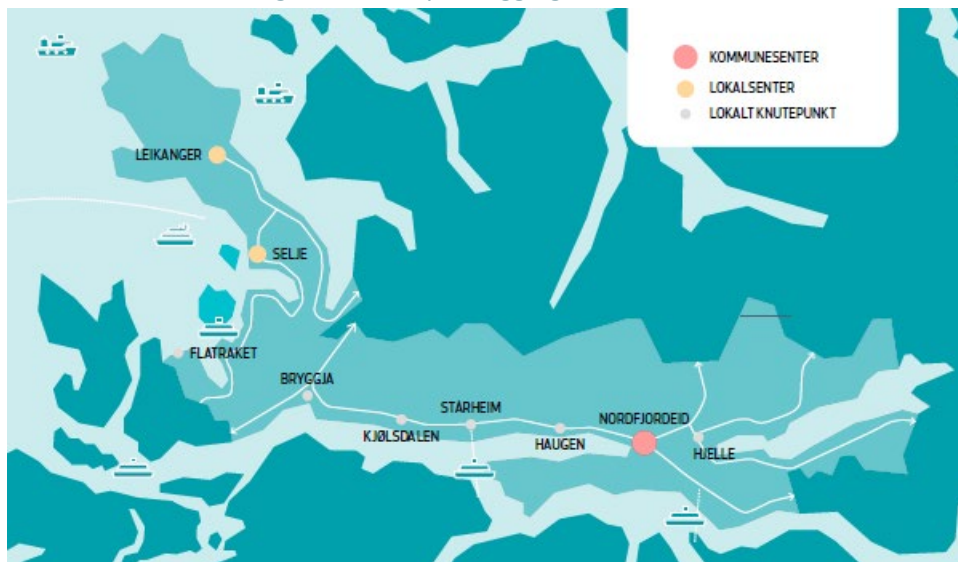 KOMMUNESENTER
LOKALSENTER
LOKALT KNUTEPUNKT
LEIKANGER
SELJE
FLATRAKET
BRYGGJA
KJØLSDALEN
STÅRHEIM
HAUGEN
NORDFJORDEID
HJELLE